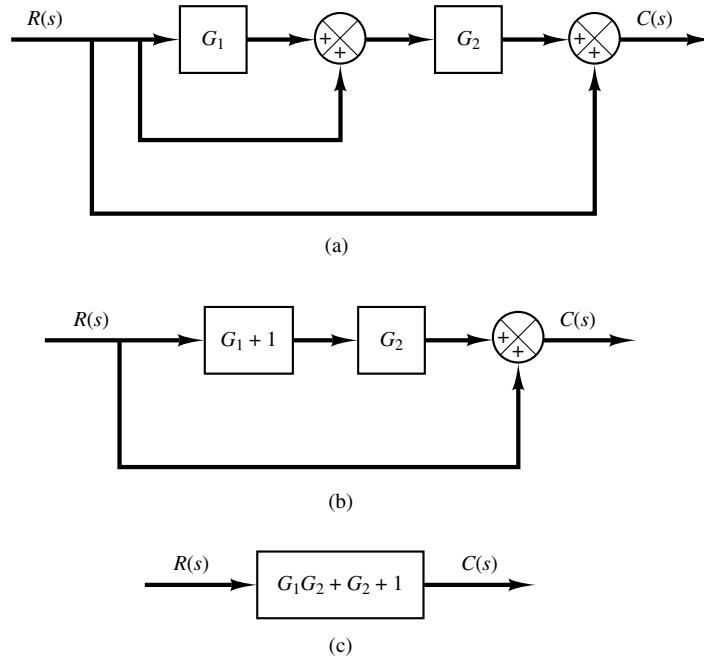 R(s) G₁ + + G₂ + + C(s)
(a)
R(s) G₁ + 1 G₂ + + C(s)
(b)
R(s) G₁G₂ + G₂ + 1 C(s)
(c)